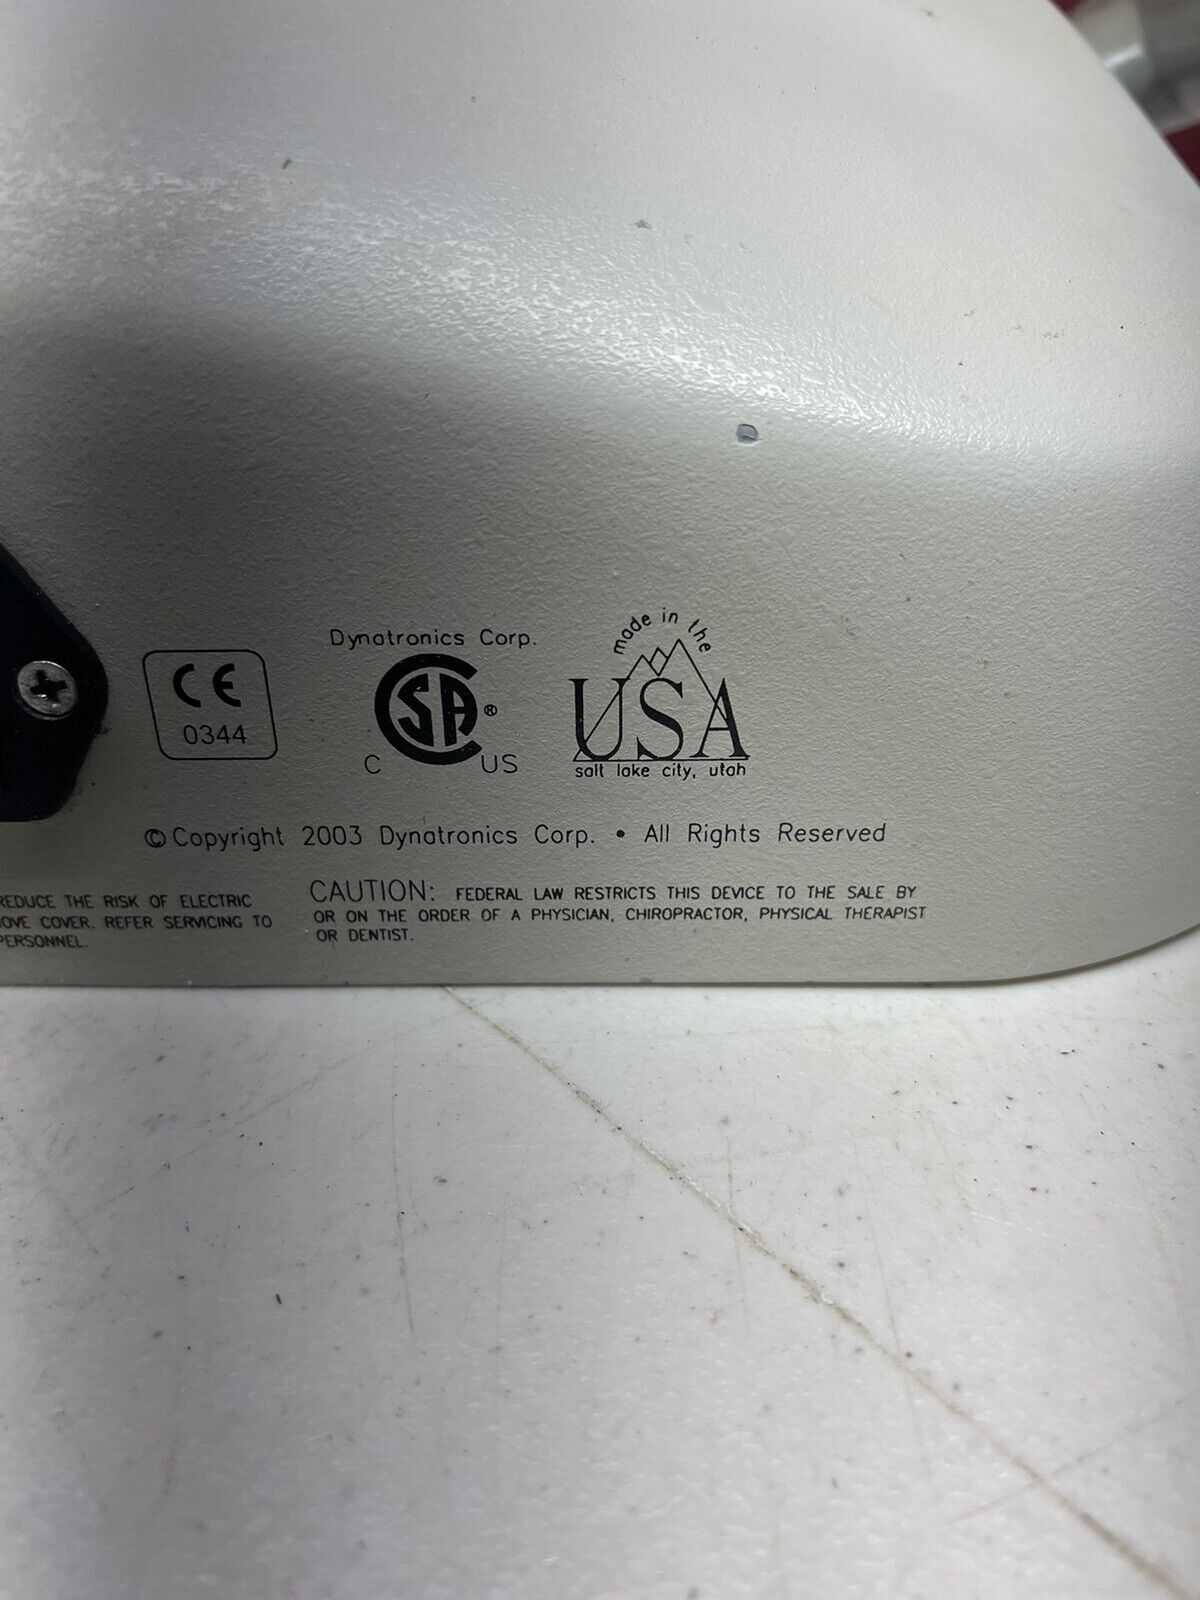 made in the
Dynatronics Corp.
CE
0344
CSA®
C US
USA
salt lake city, utah
© Copyright 2003 Dynatronics Corp. • All Rights Reserved
REDUCE THE RISK OF ELECTRIC
OVE COVER. REFER SERVICING TO
PERSONNEL.
CAUTION: FEDERAL LAW RESTRICTS THIS DEVICE TO THE SALE BY
OR ON THE ORDER OF A PHYSICIAN, CHIROPRACTOR, PHYSICAL THERAPIST
OR DENTIST.